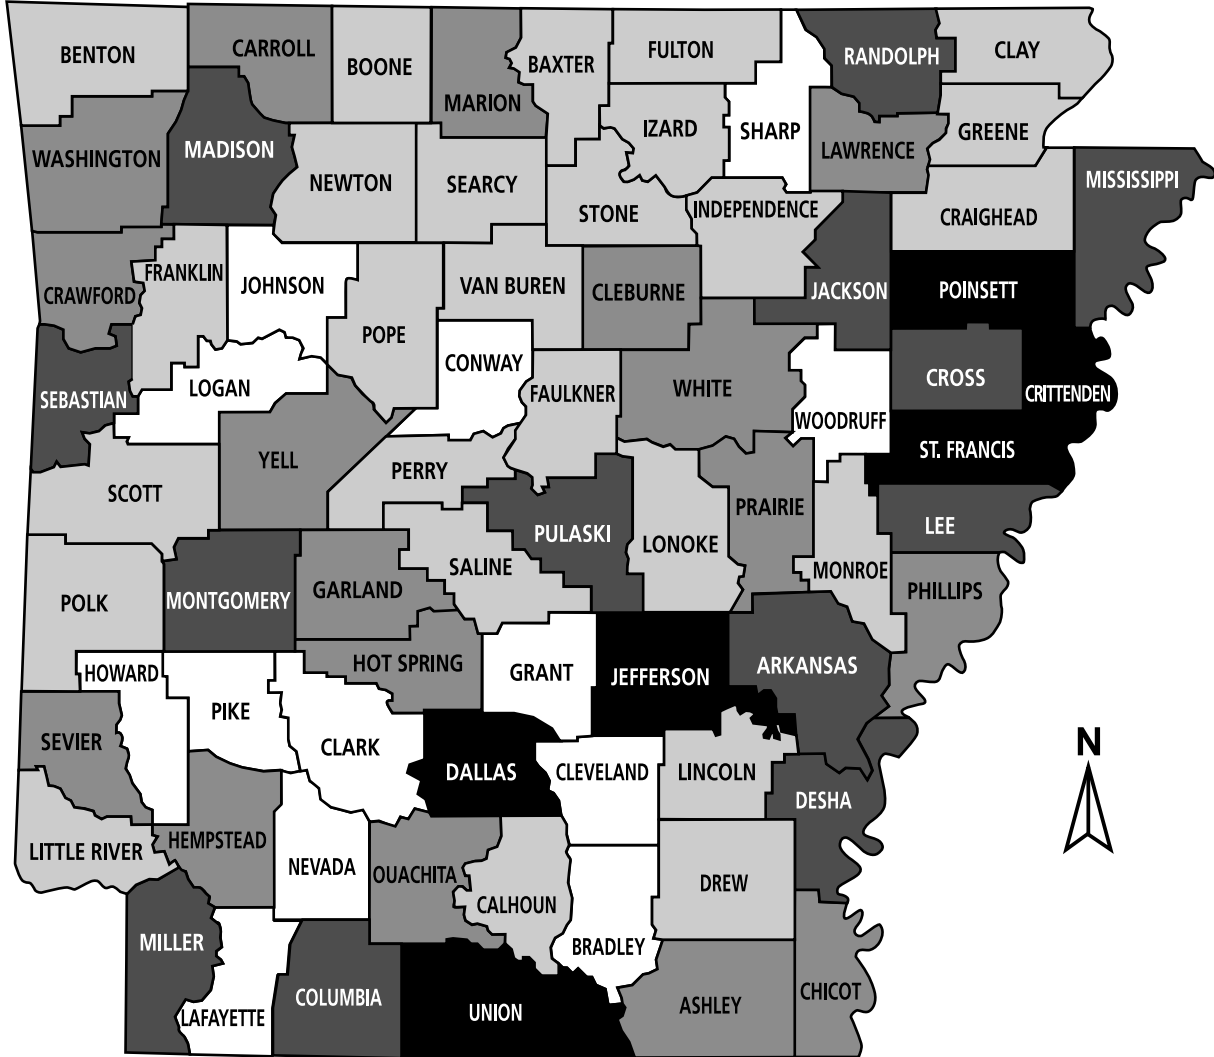 BENTON
CARROLL
BOONE
MARION
BAXTER
FULTON
RANDOLPH
CLAY
WASHINGTON
MADISON
NEWTON
SEARCY
STONE
IZARD
SHARP
LAWRENCE
GREENE
MISSISSIPPI
INDEPENDENCE
CRAIGHEAD
CRAWFORD
FRANKLIN
JOHNSON
POPE
VAN BUREN
CLEBURNE
JACKSON
POINSETT
SEBASTIAN
LOGAN
CONWAY
FAULKNER
WHITE
WOODRUFF
CROSS
CRITTENDEN
SCOTT
YELL
PERRY
ST. FRANCIS
PULASKI
LONOKE
PRAIRIE
LEE
POLK
MONTGOMERY
GARLAND
SALINE
MONROE
PHILLIPS
HOWARD
HOT SPRING
GRANT
JEFFERSON
ARKANSAS
SEVIER
PIKE
CLARK
DALLAS
CLEVELAND
LINCOLN
DESHA
N
LITTLE RIVER
HEMPSTEAD
NEVADA
OUACHITA
CALHOUN
DREW
MILLER
LAFAYETTE
COLUMBIA
UNION
BRADLEY
ASHLEY
CHICOT